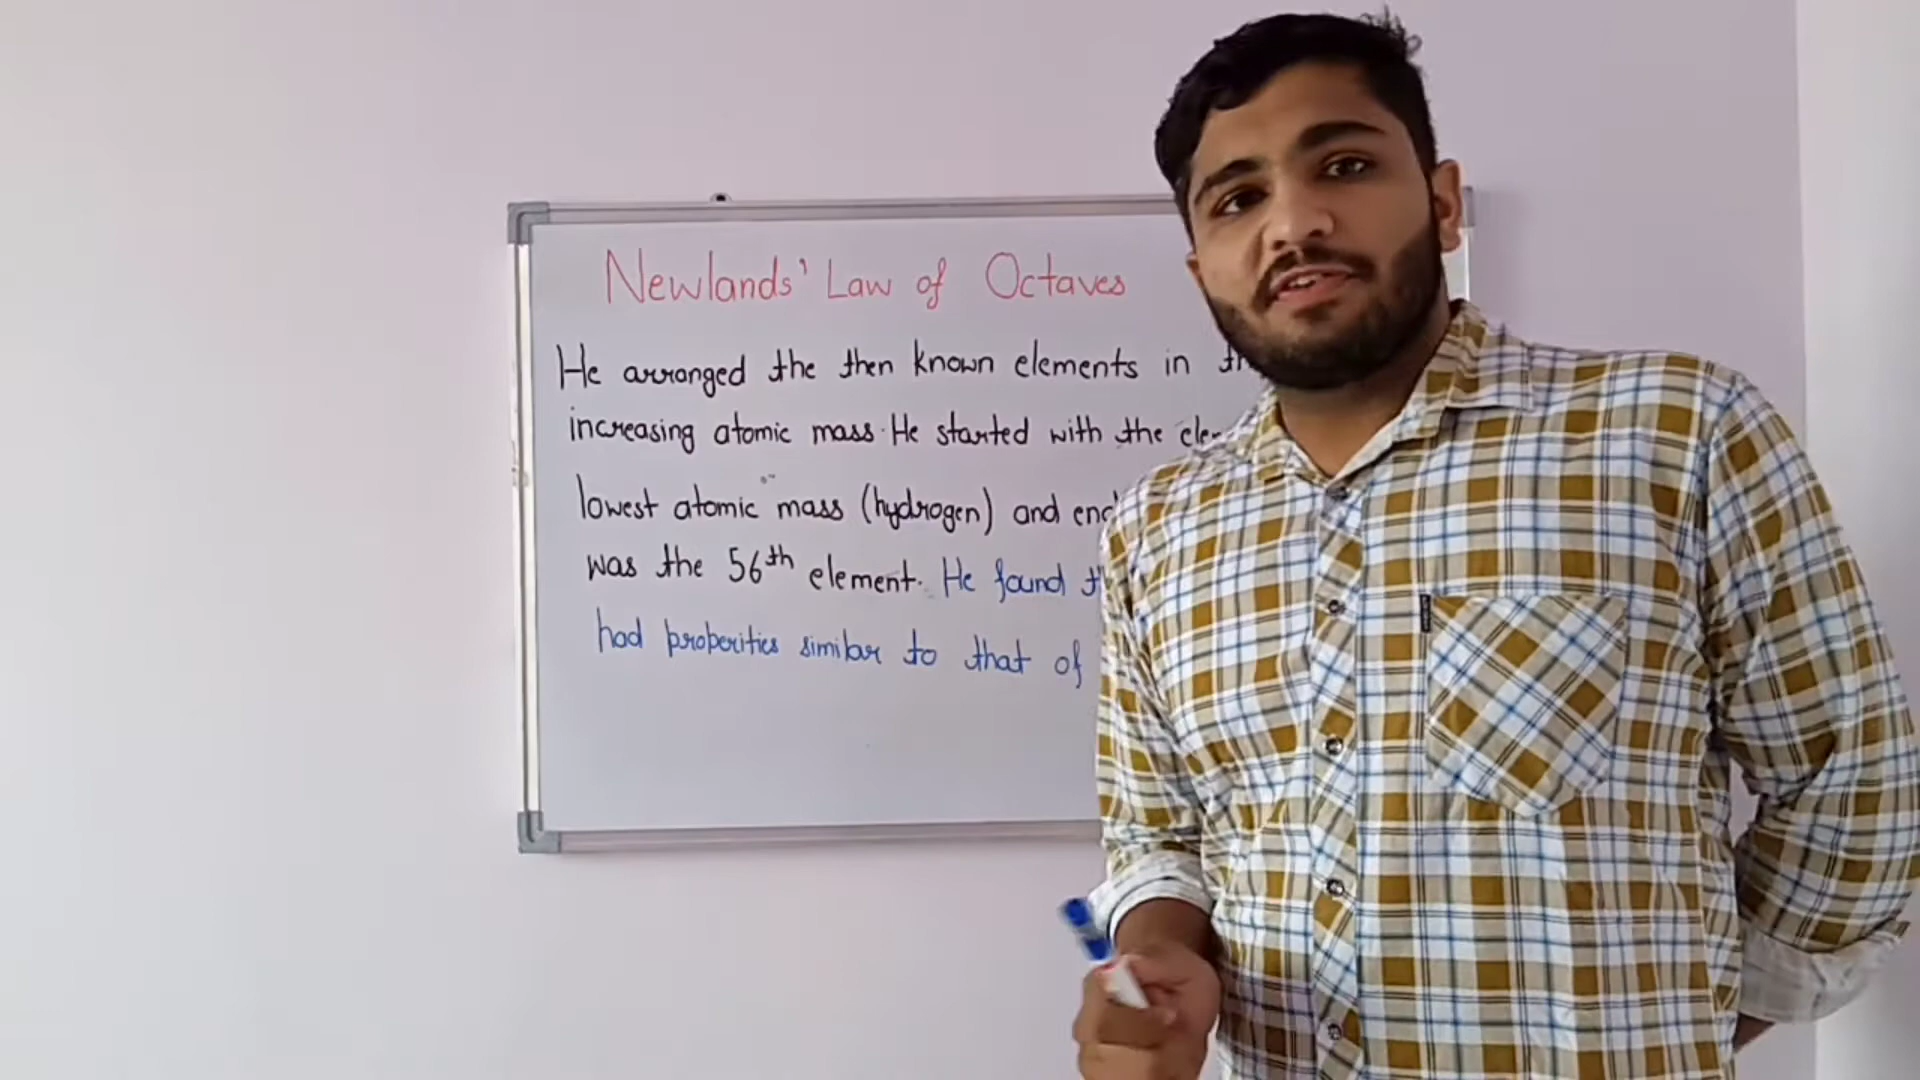 Newlands' Law of Octaves
He arranged the then known elements in
increasing atomic mass. He started with the
lowest atomic mass (hydrogen) and
was the 56th element. He found
had properities similar to that of